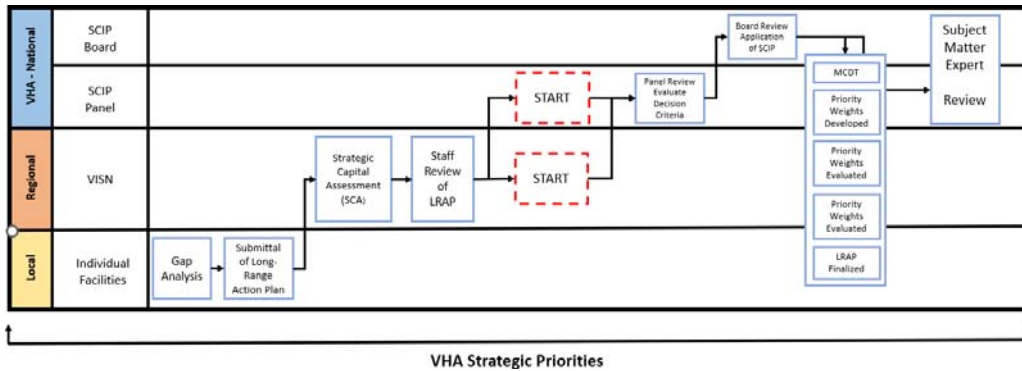 VHA - National
SCIP
Board
SCIP
Panel
Regional
VISN
Local
Individual
Facilities
Gap
Analysis
Submittal
of Long-
Range
Action Plan
Strategic
Capital
Assessment
(SCA)
Staff
Review
of
LRAP
START
START
Panel Review
Evaluate
Decision
Criteria
Board Review
Application
of SCIP
MCDT
Priority
Weights
Developed
Priority
Weights
Evaluated
Priority
Weights
Evaluated
LRAP
Finalized
Subject
Matter
Expert
Review
VHA Strategic Priorities